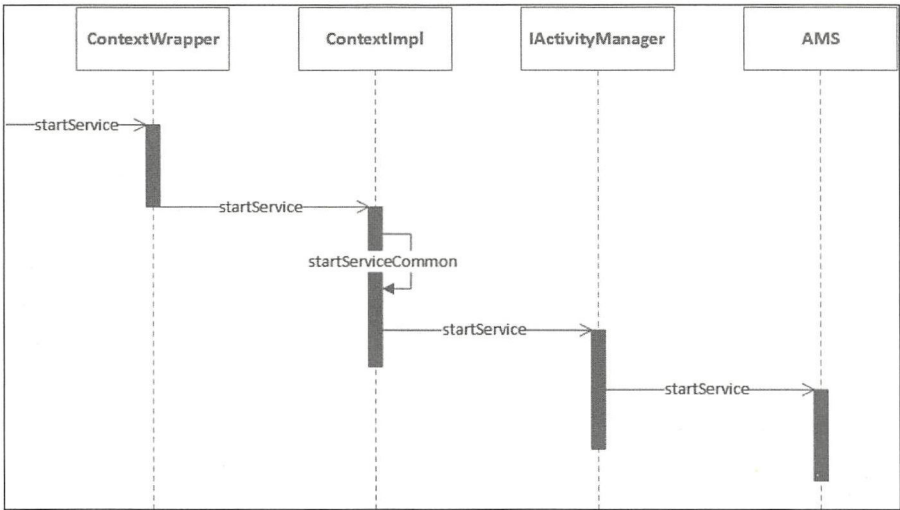 ContextWrapper
ContextImpl
IActivityManager
AMS
startService
startService
startServiceCommon
startService
startService